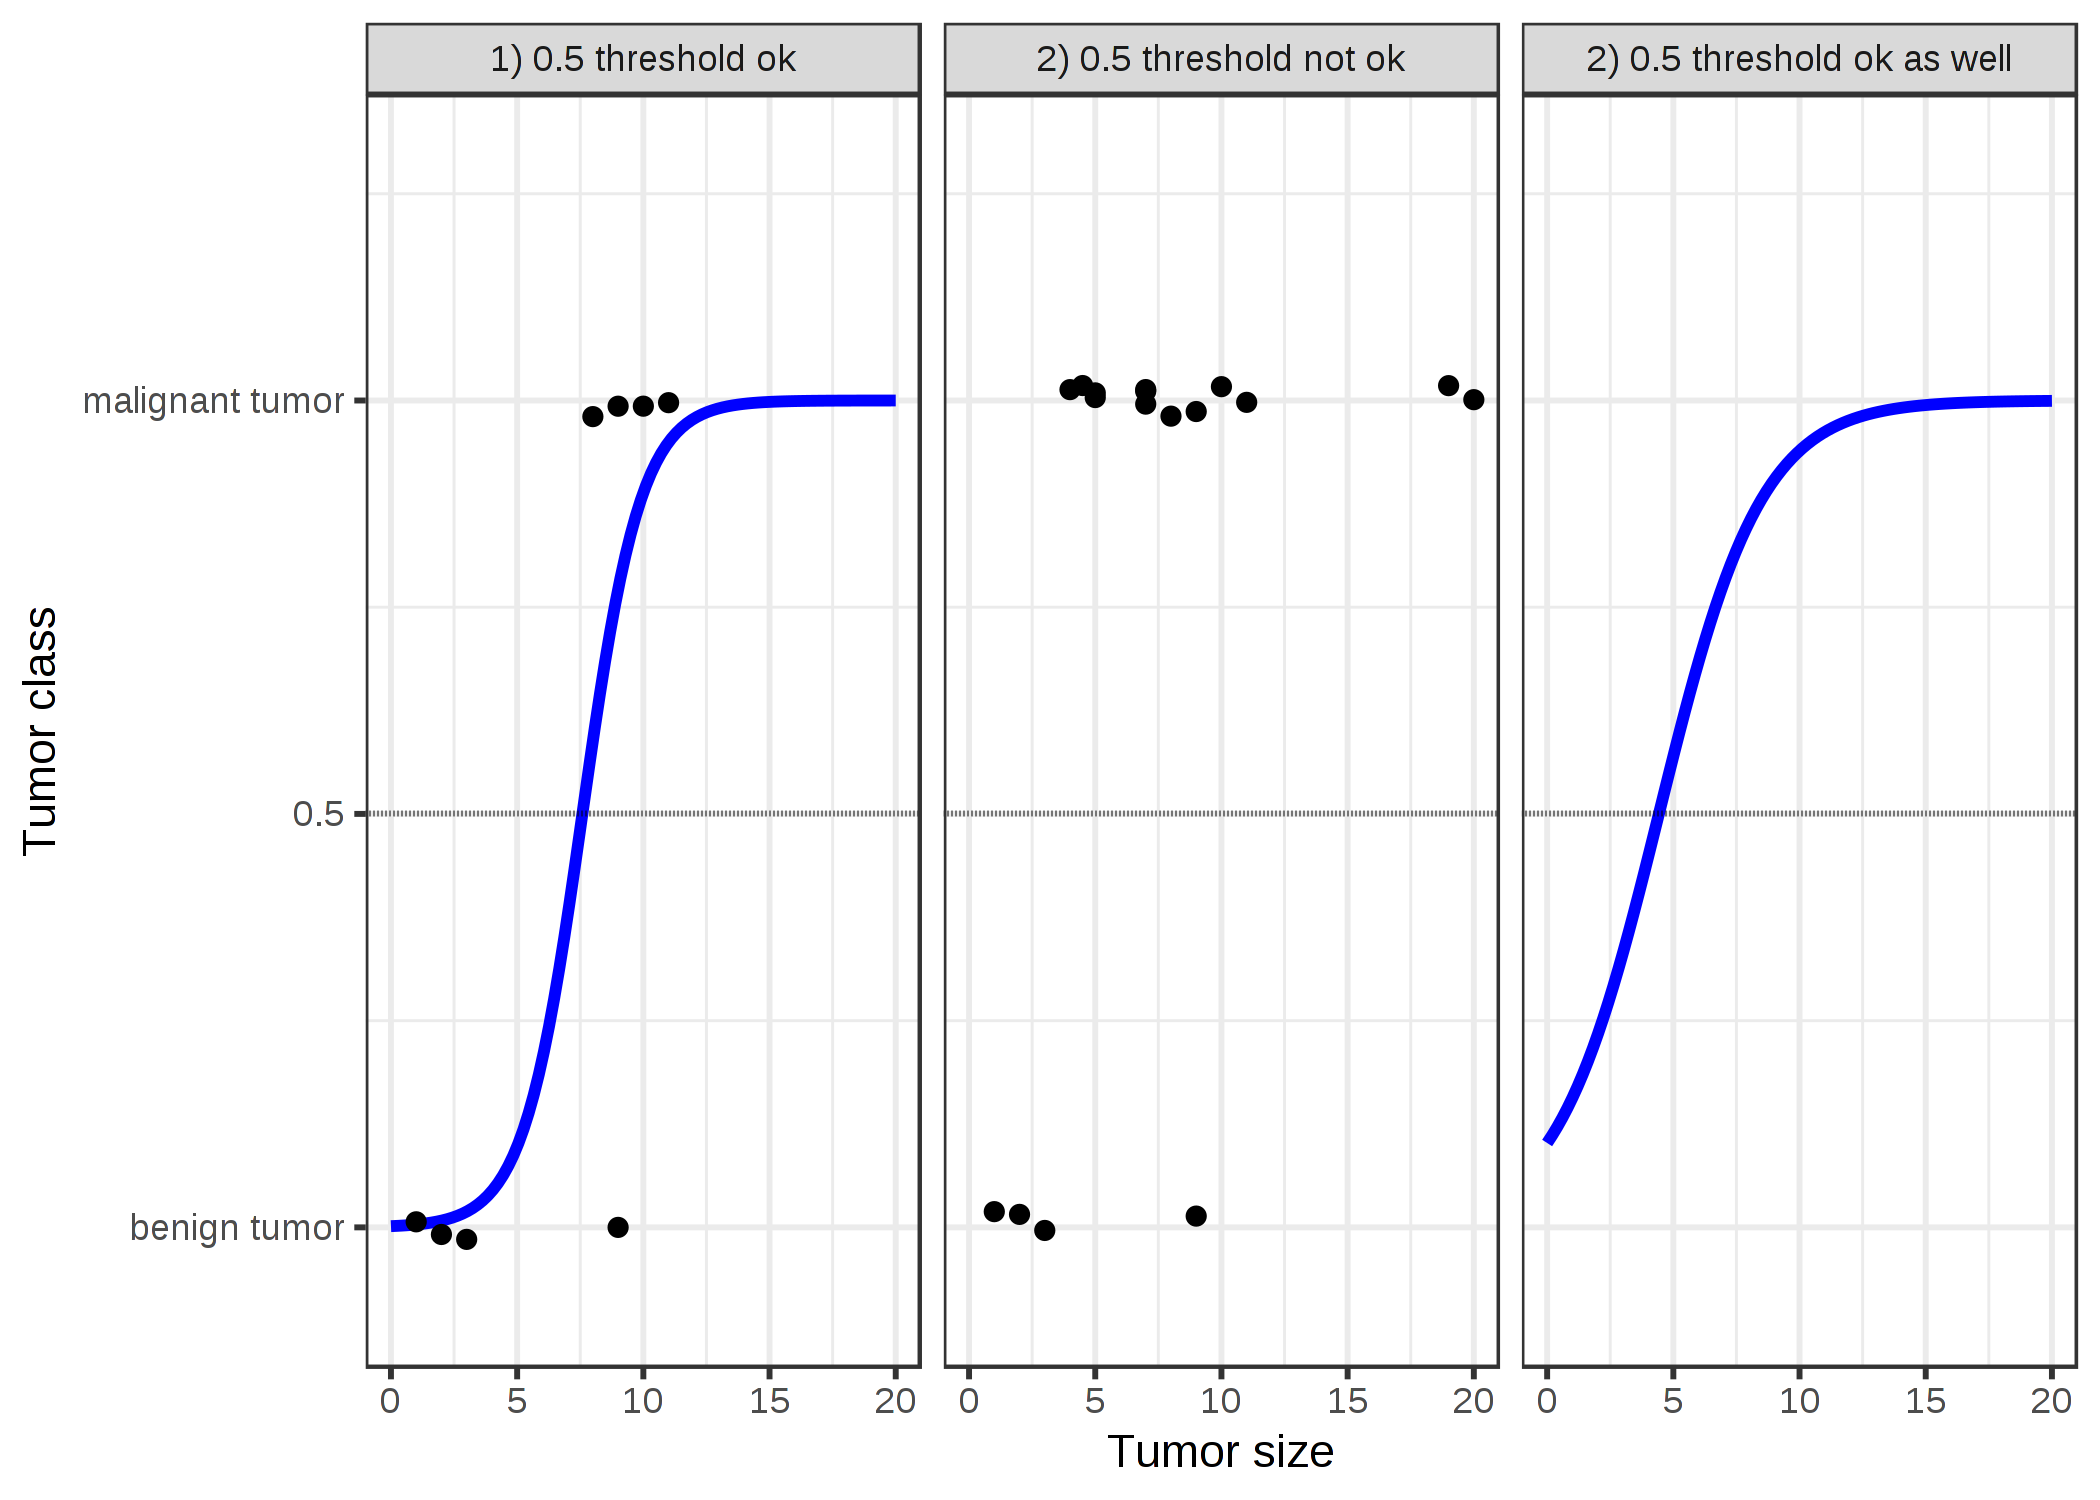 1) 0.5 threshold ok
2) 0.5 threshold not ok
2) 0.5 threshold ok as well
Tumor class
malignant tumor
0.5
benign tumor
0 5 10 15 20
0 5 10 15 20
0 5 10 15 20
Tumor size